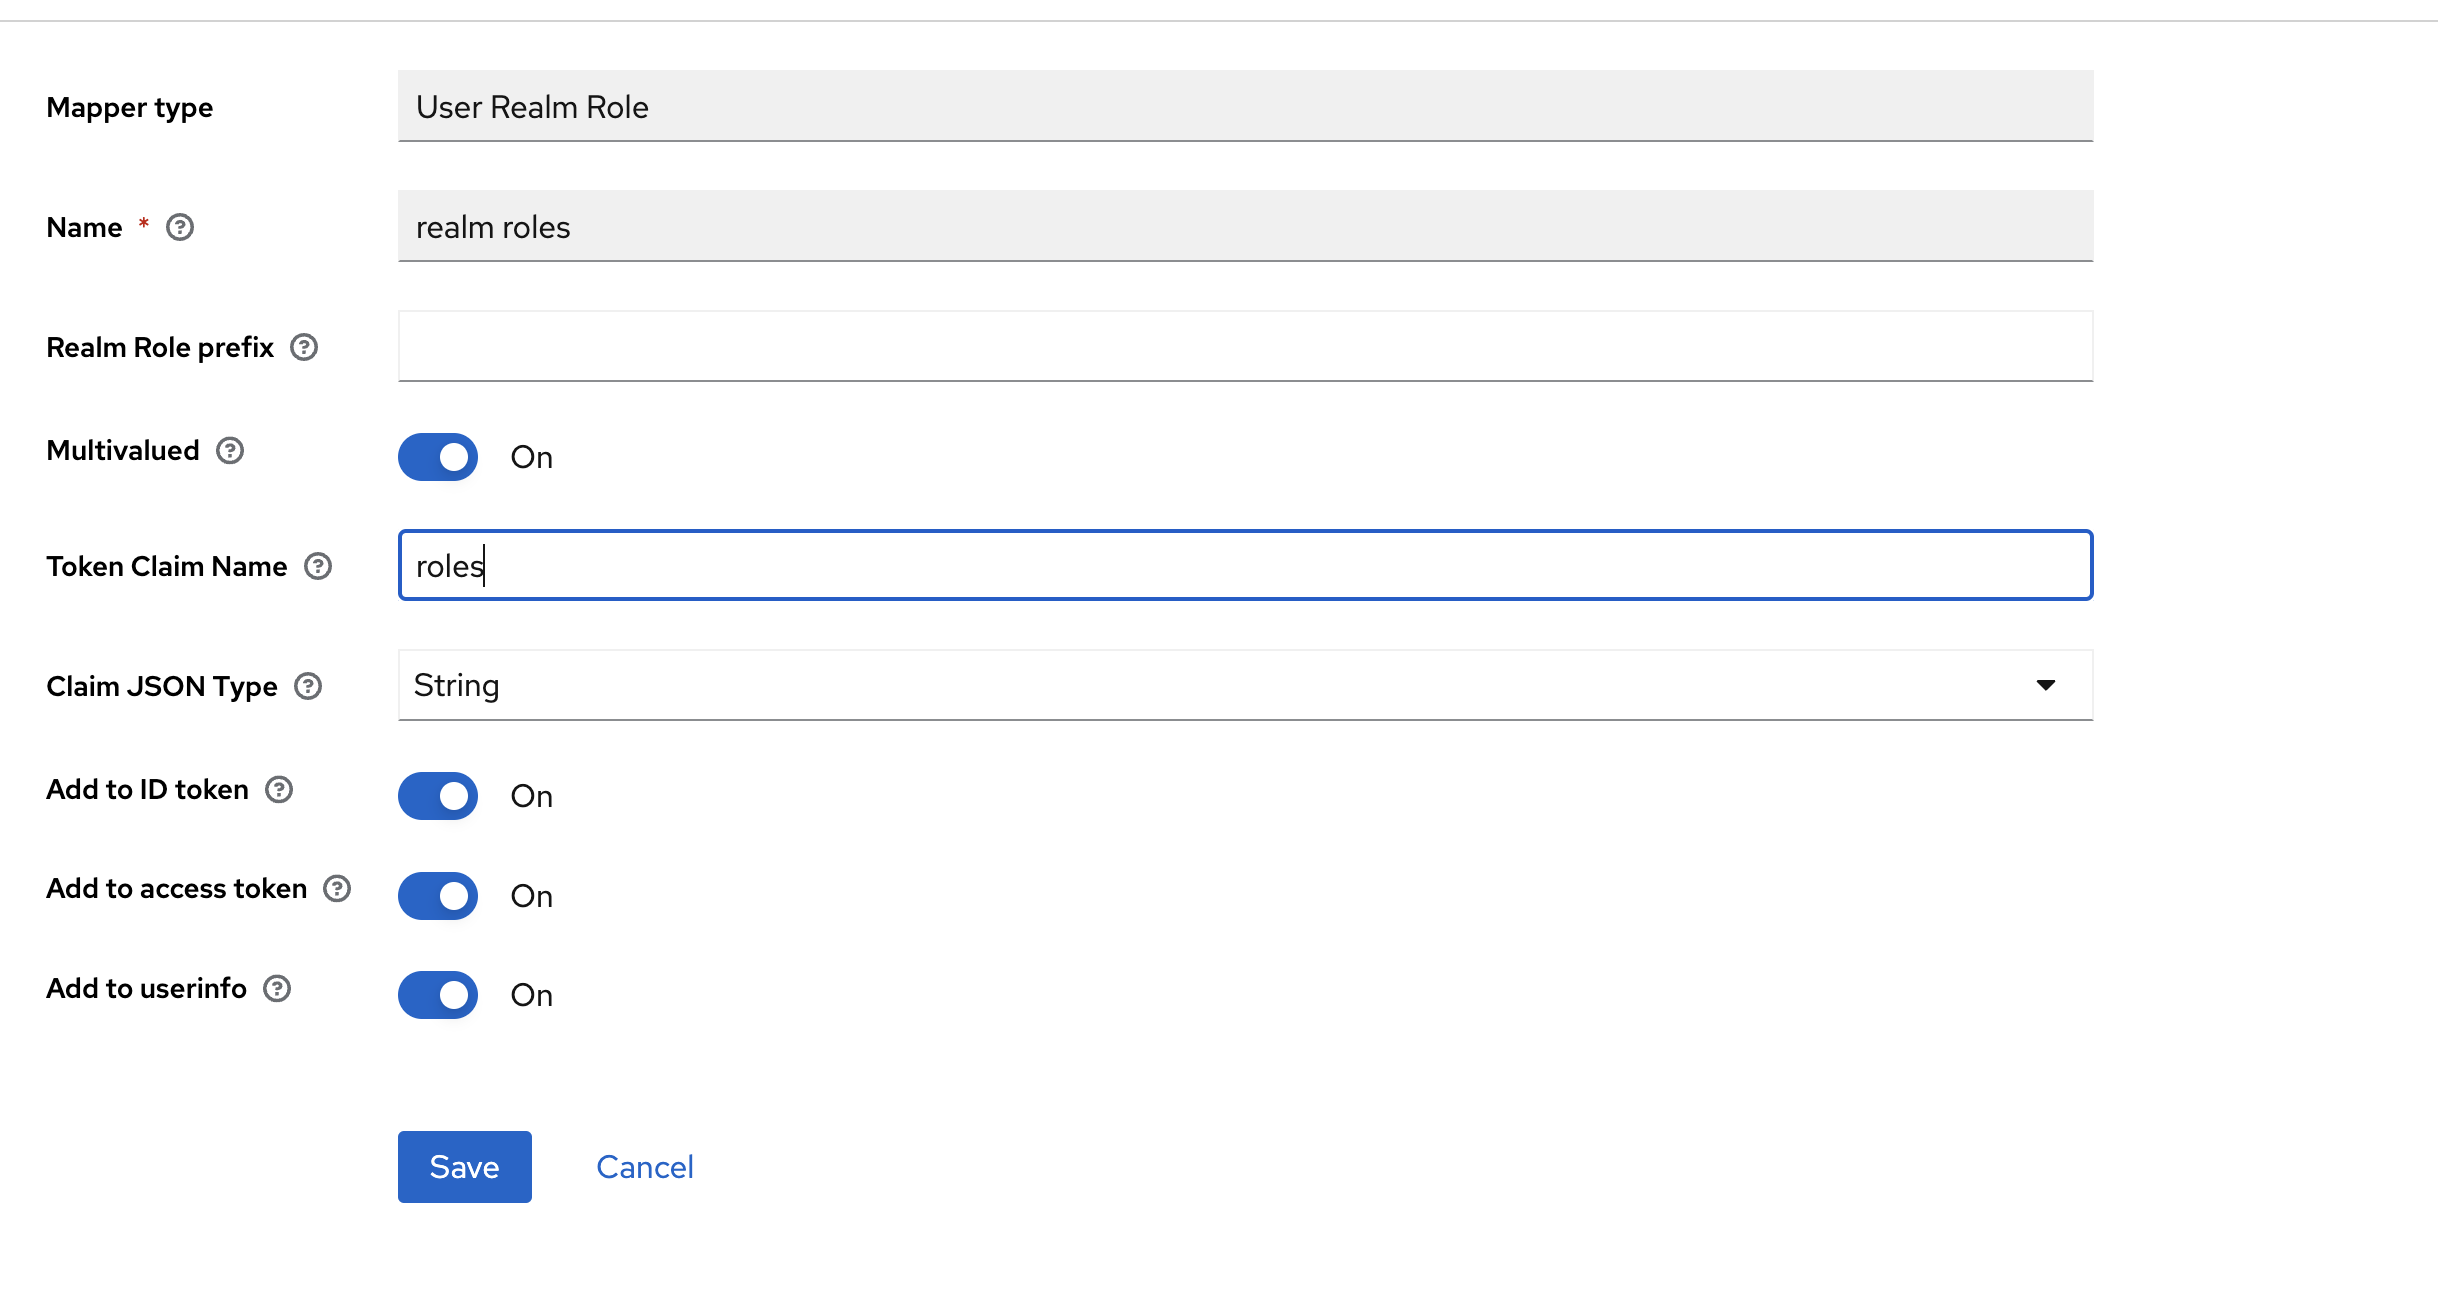 Mapper type
User Realm Role
Name *
realm roles
Realm Role prefix
Multivalued
On
Token Claim Name
roles
Claim JSON Type
String
Add to ID token
On
Add to access token
On
Add to userinfo
On
Save
Cancel